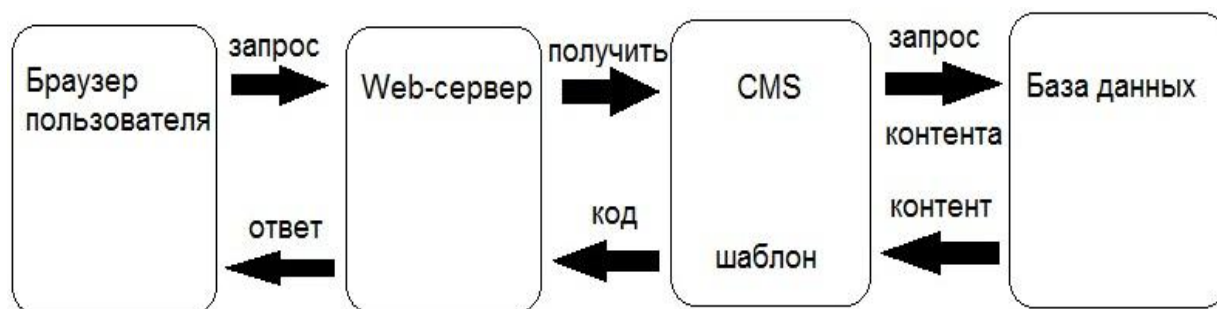 запрос
получить
запрос
Браузер
пользователя
Web-сервер
CMS
База данных
контента
ответ
код
контент
шаблон